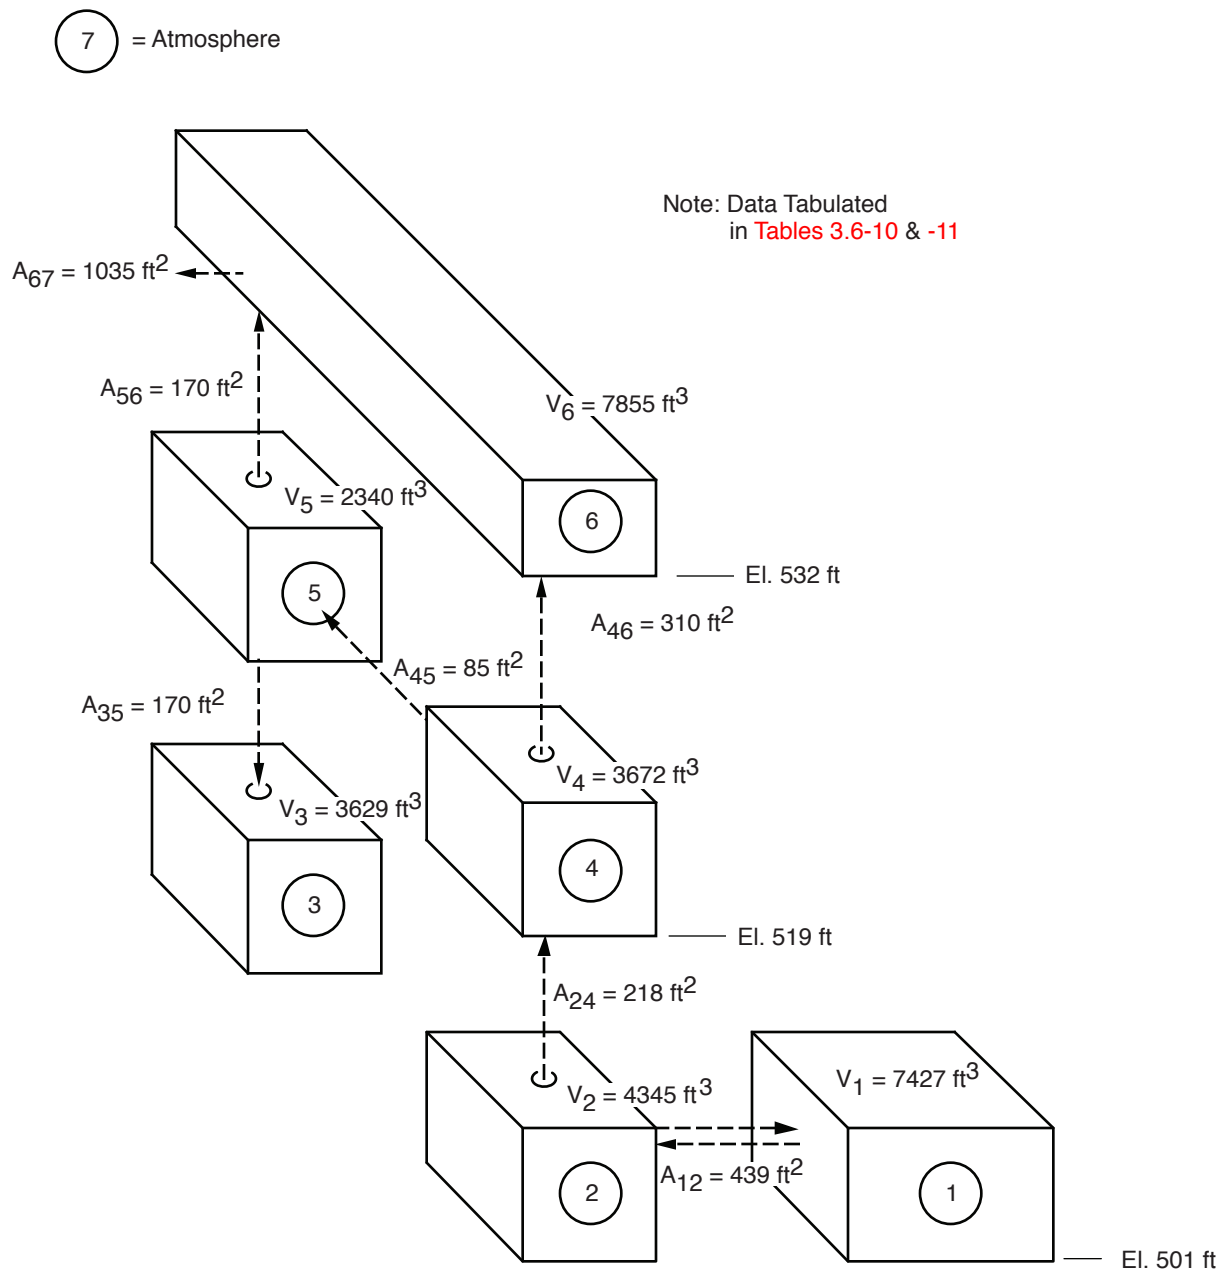 7 = Atmosphere
Note: Data Tabulated
in Tables 3.6-10 & -11
A67 = 1035 ft2
A56 = 170 ft2
V6 = 7855 ft3
V5 = 2340 ft3
6
El. 532 ft
5
A46 = 310 ft2
A45 = 85 ft2
A35 = 170 ft2
V4 = 3672 ft3
V3 = 3629 ft3
4
3
El. 519 ft
A24 = 218 ft2
V1 = 7427 ft3
V2 = 4345 ft3
A12 = 439 ft2
2
1
El. 501 ft